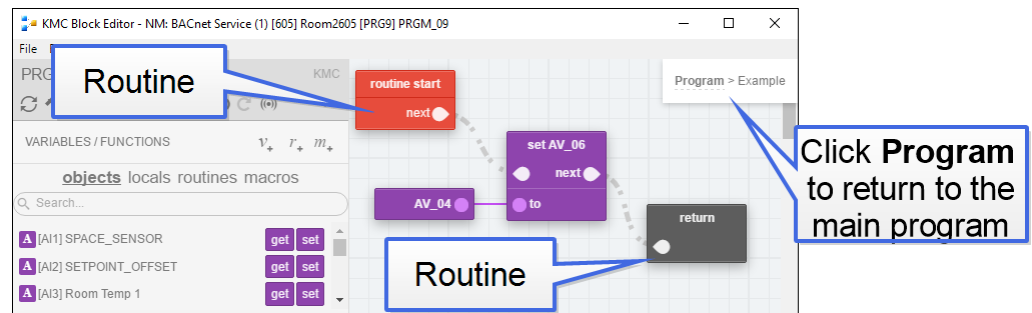 KMC Block Editor - NM: BACnet Service (1) [605] Room2605 [PRG9] PRGM_09
File
PRG
KMC
VARIABLES / FUNCTIONS
v+ r+ m+
objects locals routines macros
Search...
A [AI1] SPACE_SENSOR get set
A [AI2] SETPOINT_OFFSET get set
A [AI3] Room Temp 1 get set
Routine
routine start
next
Program > Example
set AV_06
next
AV_04
to
return
Routine
Click Program
to return to the
main program